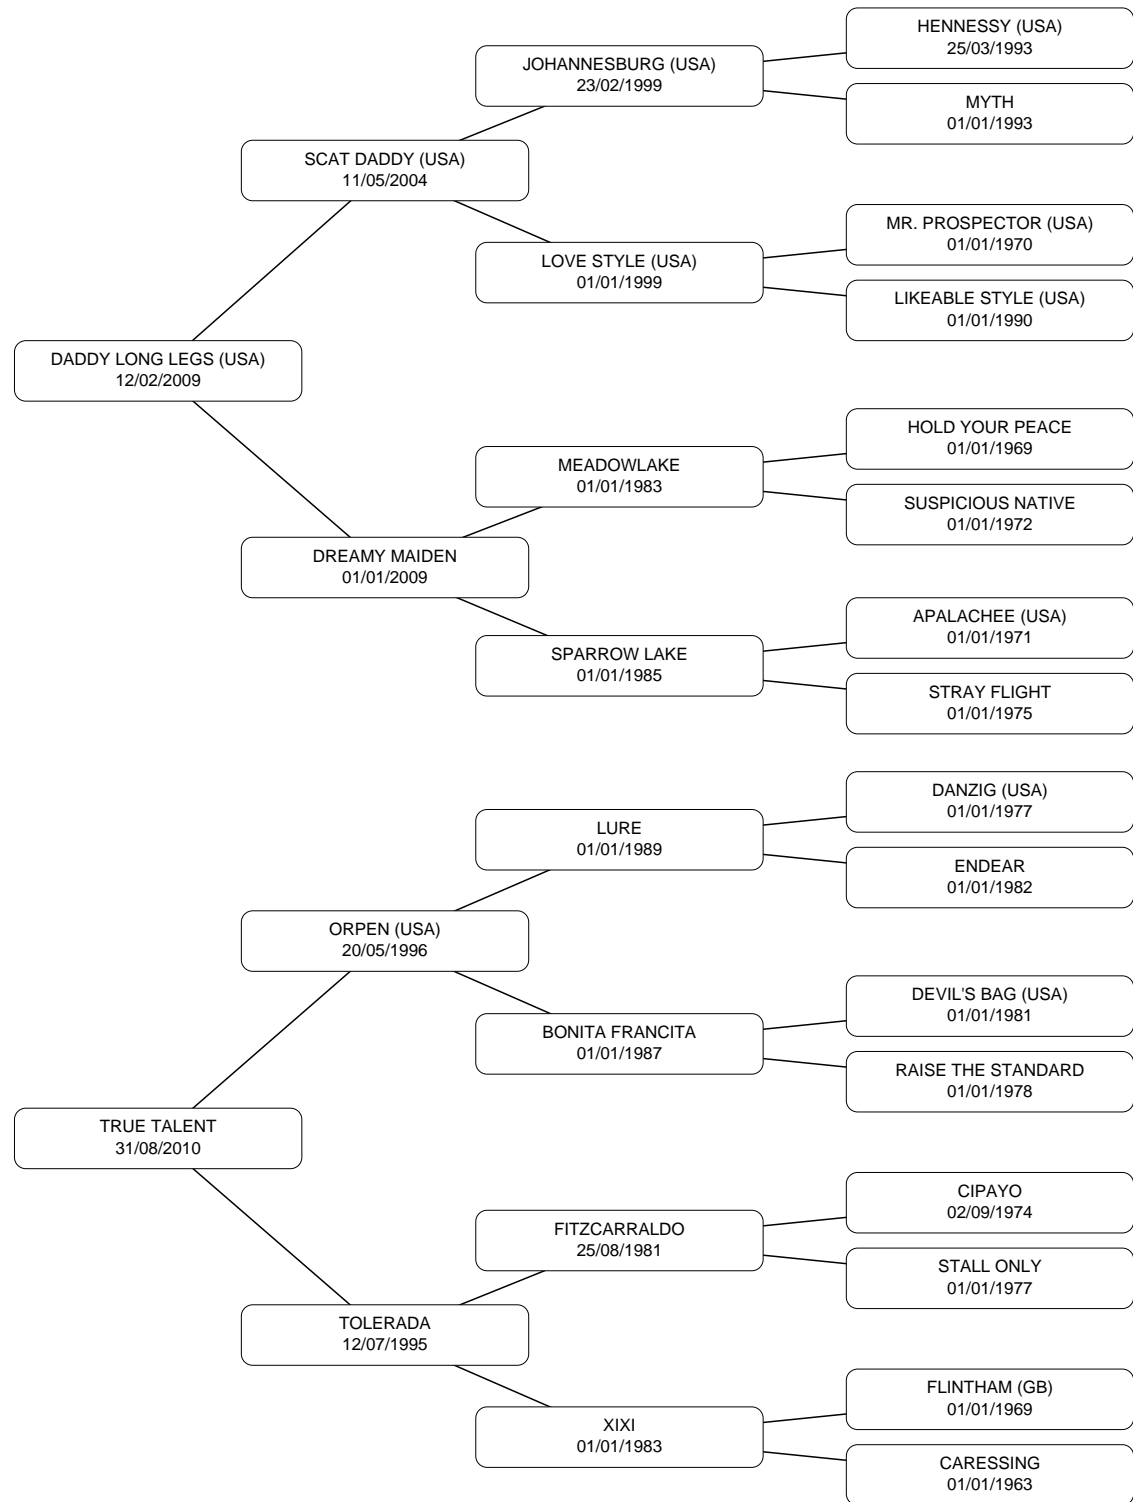 HENNESSY (USA)
25/03/1993
JOHANNESBURG (USA)
23/02/1999
MYTH
01/01/1993
SCAT DADDY (USA)
11/05/2004
MR. PROSPECTOR (USA)
01/01/1970
LOVE STYLE (USA)
01/01/1999
LIKEABLE STYLE (USA)
01/01/1990
DADDY LONG LEGS (USA)
12/02/2009
HOLD YOUR PEACE
01/01/1969
MEADOWLAKE
01/01/1983
SUSPICIOUS NATIVE
01/01/1972
DREAMY MAIDEN
01/01/2009
APALACHEE (USA)
01/01/1971
SPARROW LAKE
01/01/1985
STRAY FLIGHT
01/01/1975
DANZIG (USA)
01/01/1977
LURE
01/01/1989
ENDEAR
01/01/1982
ORPEN (USA)
20/05/1996
DEVIL'S BAG (USA)
01/01/1981
BONITA FRANCITA
01/01/1987
RAISE THE STANDARD
01/01/1978
TRUE TALENT
31/08/2010
CIPAYO
02/09/1974
FITZCARRALDO
25/08/1981
STALL ONLY
01/01/1977
TOLERADA
12/07/1995
FLINTHAM (GB)
01/01/1969
XIXI
01/01/1983
CARESSING
01/01/1963